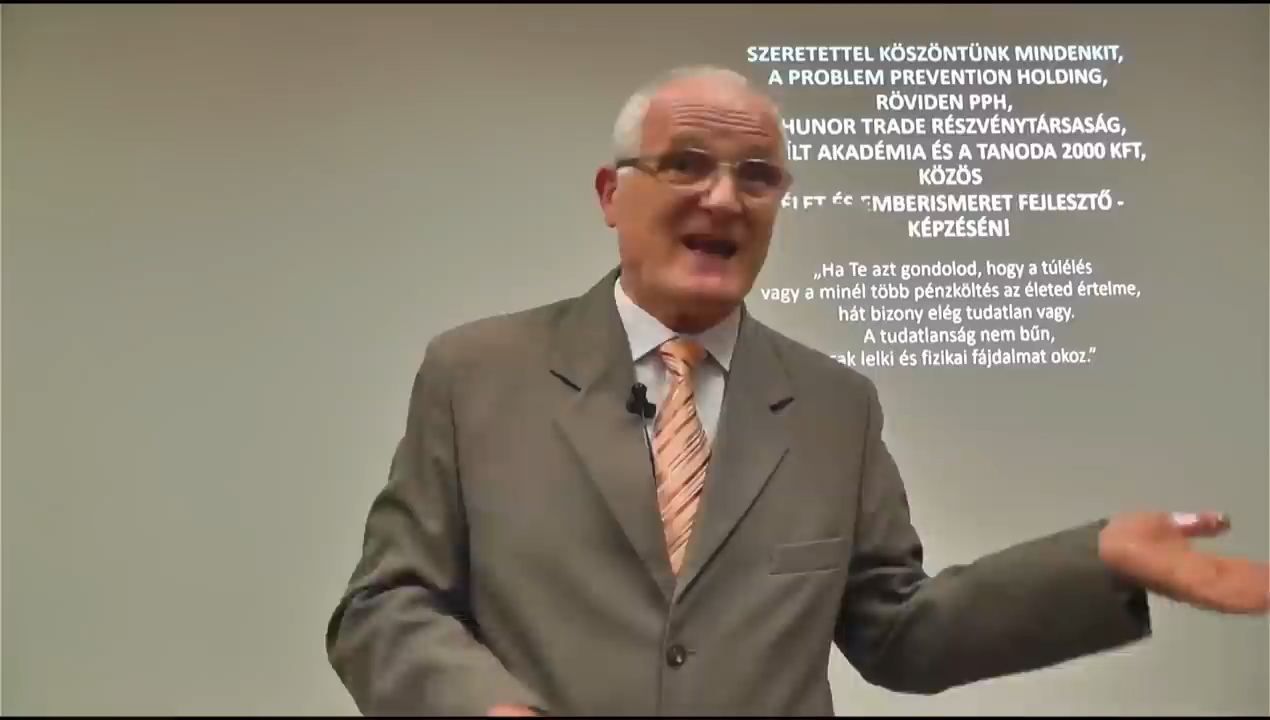 SZERETETTEL KÖSZÖNTÜNK MINDENKIT,
A PROBLEM PREVENTION HOLDING,
RÖVIDEN PPH,
HUNOR TRADE RÉSZVÉNYTÁRSASÁG,
AKADÉMIA ÉS A TANODA 2000 KFT,
KÖZÖS
ÉS EMBERISMERET FEJLESZTŐ -
KÉPZÉSÉN!
„Ha Te azt gondolod, hogy a túlélés
vagy a minél több pénzköltés az életed értelme,
hát bizony elég tudatlan vagy.
A tudatlanság nem bűn,
lelki és fizikai fájdalmat okoz.”